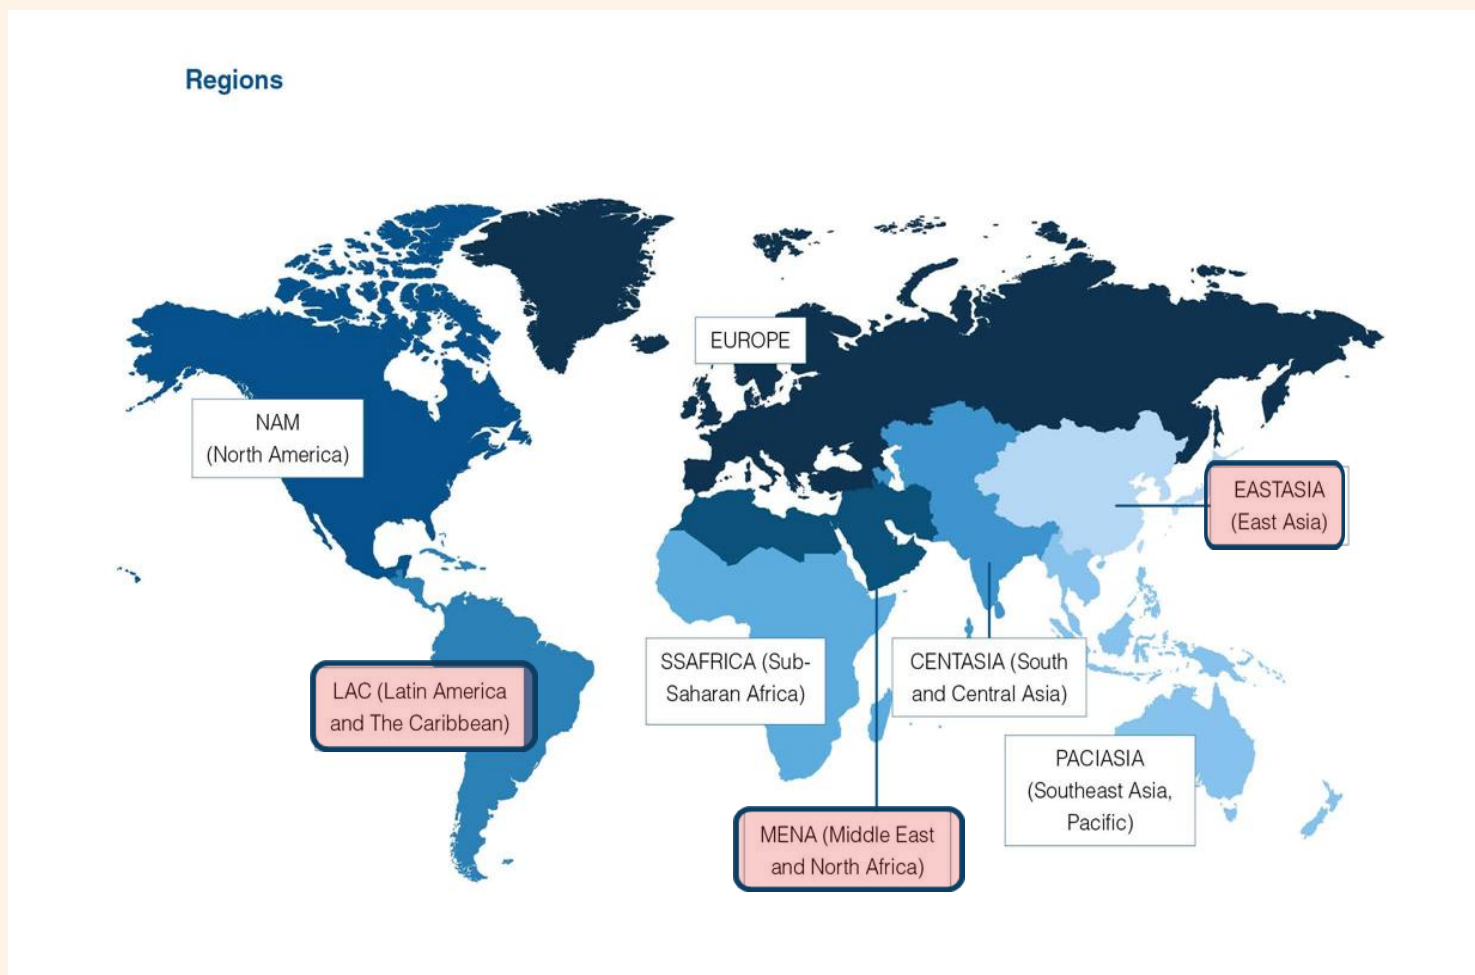 Regions
EUROPE
NAM
(North America)
EASTASIA
(East Asia)
LAC (Latin America
and The Caribbean)
SSAFRICA (Sub-
Saharan Africa)
CENTASIA (South
and Central Asia)
PACIASIA
(Southeast Asia,
Pacific)
MENA (Middle East
and North Africa)